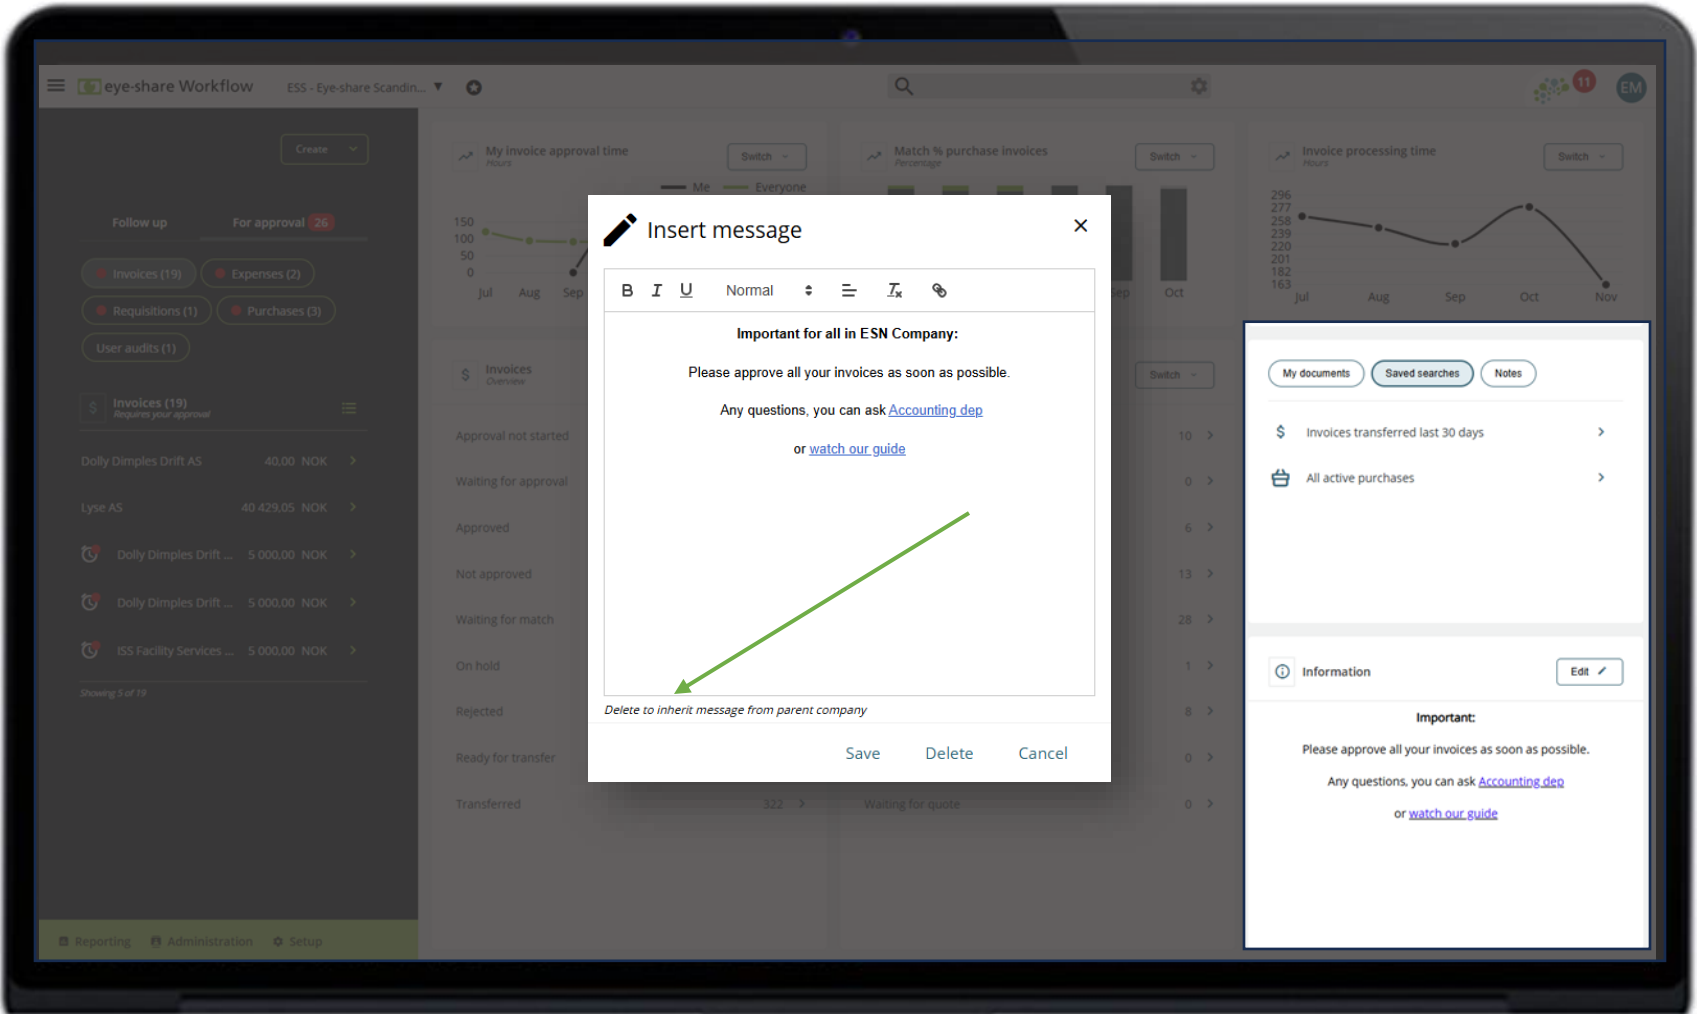 eye-share Workflow
ESS - Eye-share Scandin...
11
EM
Create
Follow up
For approval 26
Invoices (19)
Expenses (2)
Requisitions (1)
Purchases (3)
User audits (1)
Invoices (19)
Requires your approval
Dolly Dimples Drift AS 40,00 NOK
Lyse AS 40 429,05 NOK
Dolly Dimples Drift ... 5 000,00 NOK
Dolly Dimples Drift ... 5 000,00 NOK
ISS Facility Services ... 5 000,00 NOK
Showing 5 of 19
Reporting
Administration
Setup
My invoice approval time
Hours
Switch
Me
Everyone
150
100
50
0
Jul Aug Sep
Match % purchase invoices
Percentage
Switch
Sep Oct
Invoice processing time
Hours
Switch
296
277
258
239
220
201
182
163
Jul Aug Sep Oct Nov
Invoices
Overview
Switch
Approval not started
Waiting for approval
Approved
Not approved
Waiting for match
On hold
Rejected
Ready for transfer
Transferred 322
10
0
6
13
28
1
8
0
Waiting for quote 0
Insert message
B I U Normal
Important for all in ESN Company:
Please approve all your invoices as soon as possible.
Any questions, you can ask Accounting dep
or watch our guide
Delete to inherit message from parent company
Save Delete Cancel
My documents
Saved searches
Notes
Invoices transferred last 30 days
All active purchases
Information
Edit
Important:
Please approve all your invoices as soon as possible.
Any questions, you can ask Accounting dep
or watch our guide